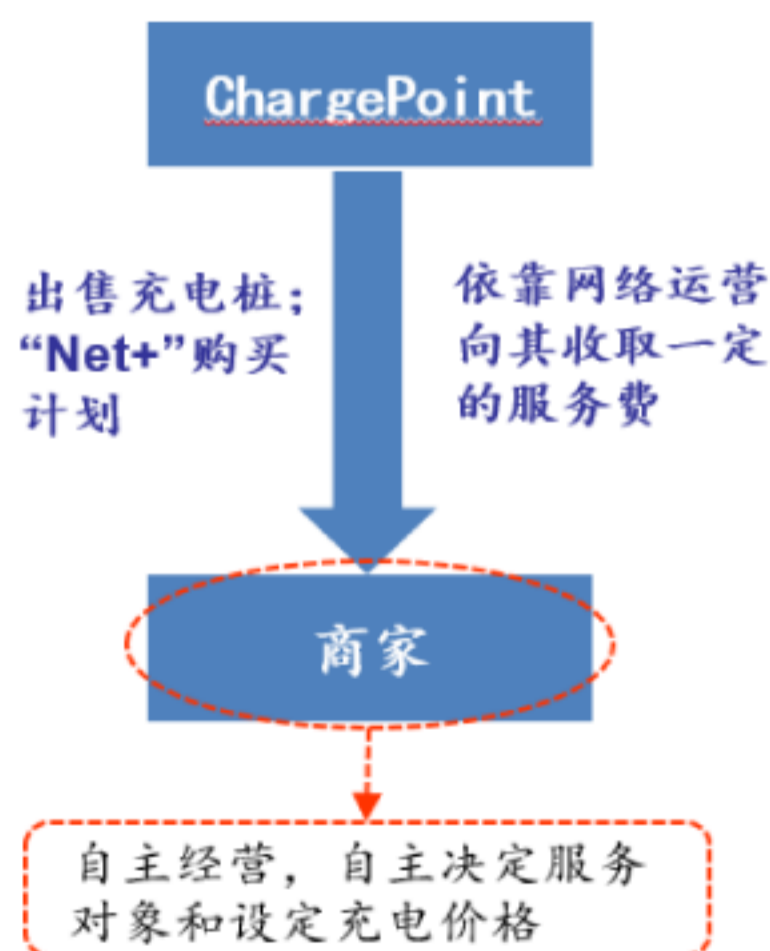 ChargePoint
出售充电桩；
“Net+”购买
计划
依靠网络运营
向其收取一定
的服务费
商家
自主经营，自主决定服务
对象和设定充电价格